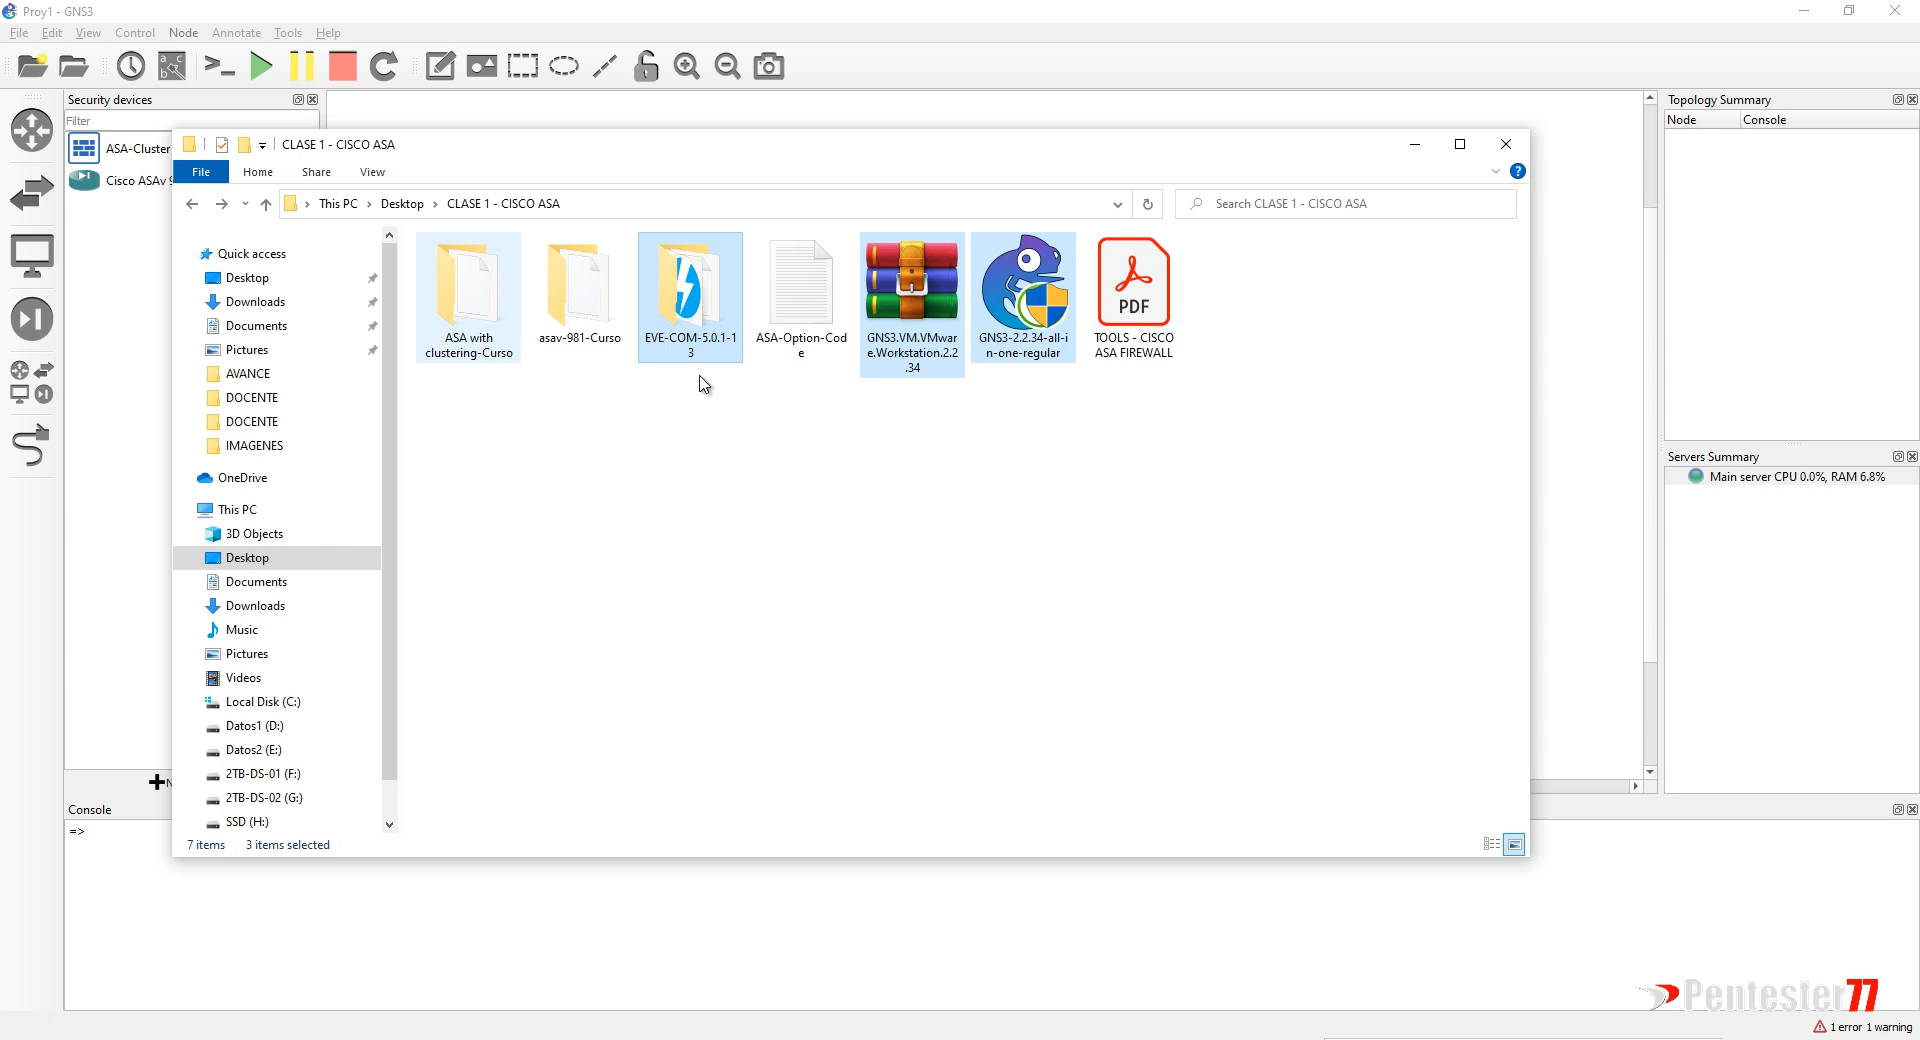 Proy1 - GNS3
File Edit View Control Node Annotate Tools Help
Security devices
Filter
ASA-Cluster
Cisco ASAv
Console
=>
CLASE 1 - CISCO ASA
File Home Share View
This PC > Desktop > CLASE 1 - CISCO ASA
Search CLASE 1 - CISCO ASA
Quick access
Desktop
Downloads
Documents
Pictures
AVANCE
DOCENTE
DOCENTE
IMAGENES
OneDrive
This PC
3D Objects
Desktop
Documents
Downloads
Music
Pictures
Videos
Local Disk (C:)
Datos1 (D:)
Datos2 (E:)
2TB-DS-01 (F:)
2TB-DS-02 (G:)
SSD (H:)
ASA with
clustering-Curso
asav-981-Curso
EVE-COM-5.0.1-1
3
ASA-Option-Cod
e
GNS3.VM.VMwar
e.Workstation.2.2
.34
GNS3-2.2.34-all-i
n-one-regular
PDF
TOOLS - CISCO
ASA FIREWALL
7 items 3 items selected
Topology Summary
Node Console
Servers Summary
Main server CPU 0.0%, RAM 6.8%
Pentester77
1 error 1 warning